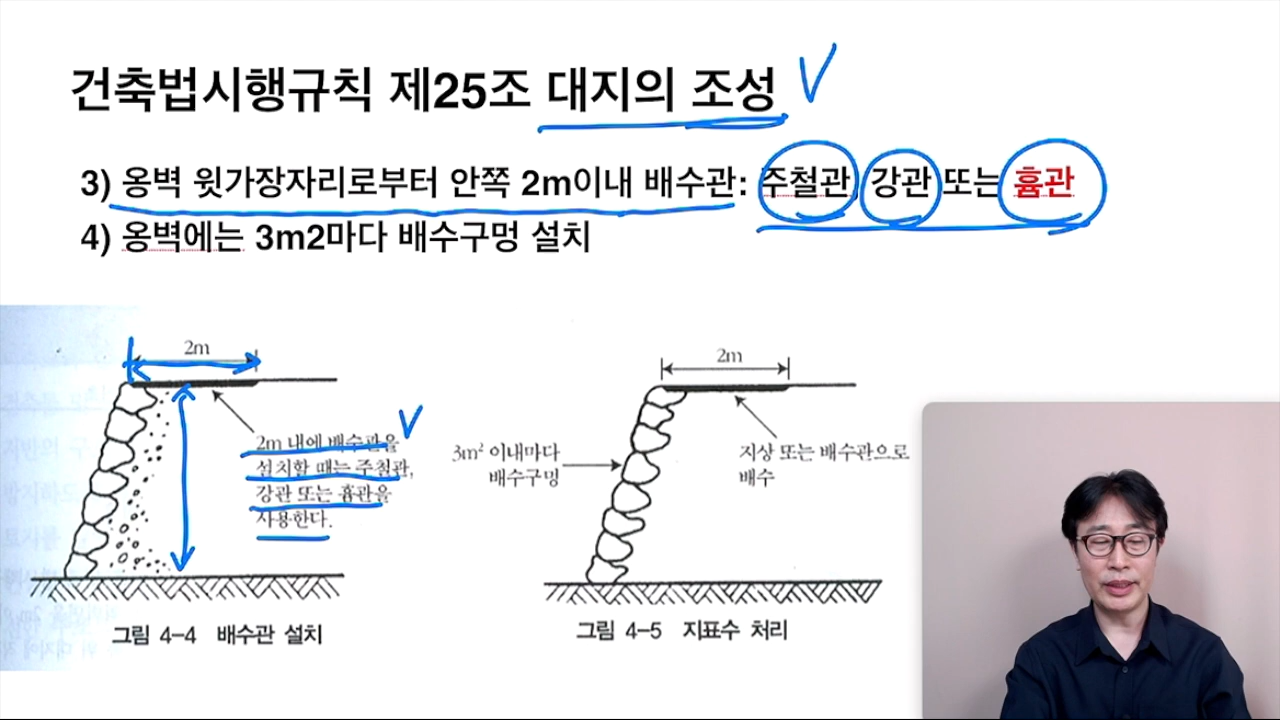 건축법시행규칙 제25조 대지의 조성
3) 옹벽 윗가장자리로부터 안쪽 2m이내 배수관: 주철관, 강관 또는 흄관
4) 옹벽에는 3m2마다 배수구멍 설치
2m
2m 내에 배수관을
설치할 때는 주철관,
강관 또는 흄관을
사용한다.
그림 4-4 배수관 설치
2m
3m² 이내마다
배수구멍
지상 또는 배수관으로
배수
그림 4-5 지표수 처리